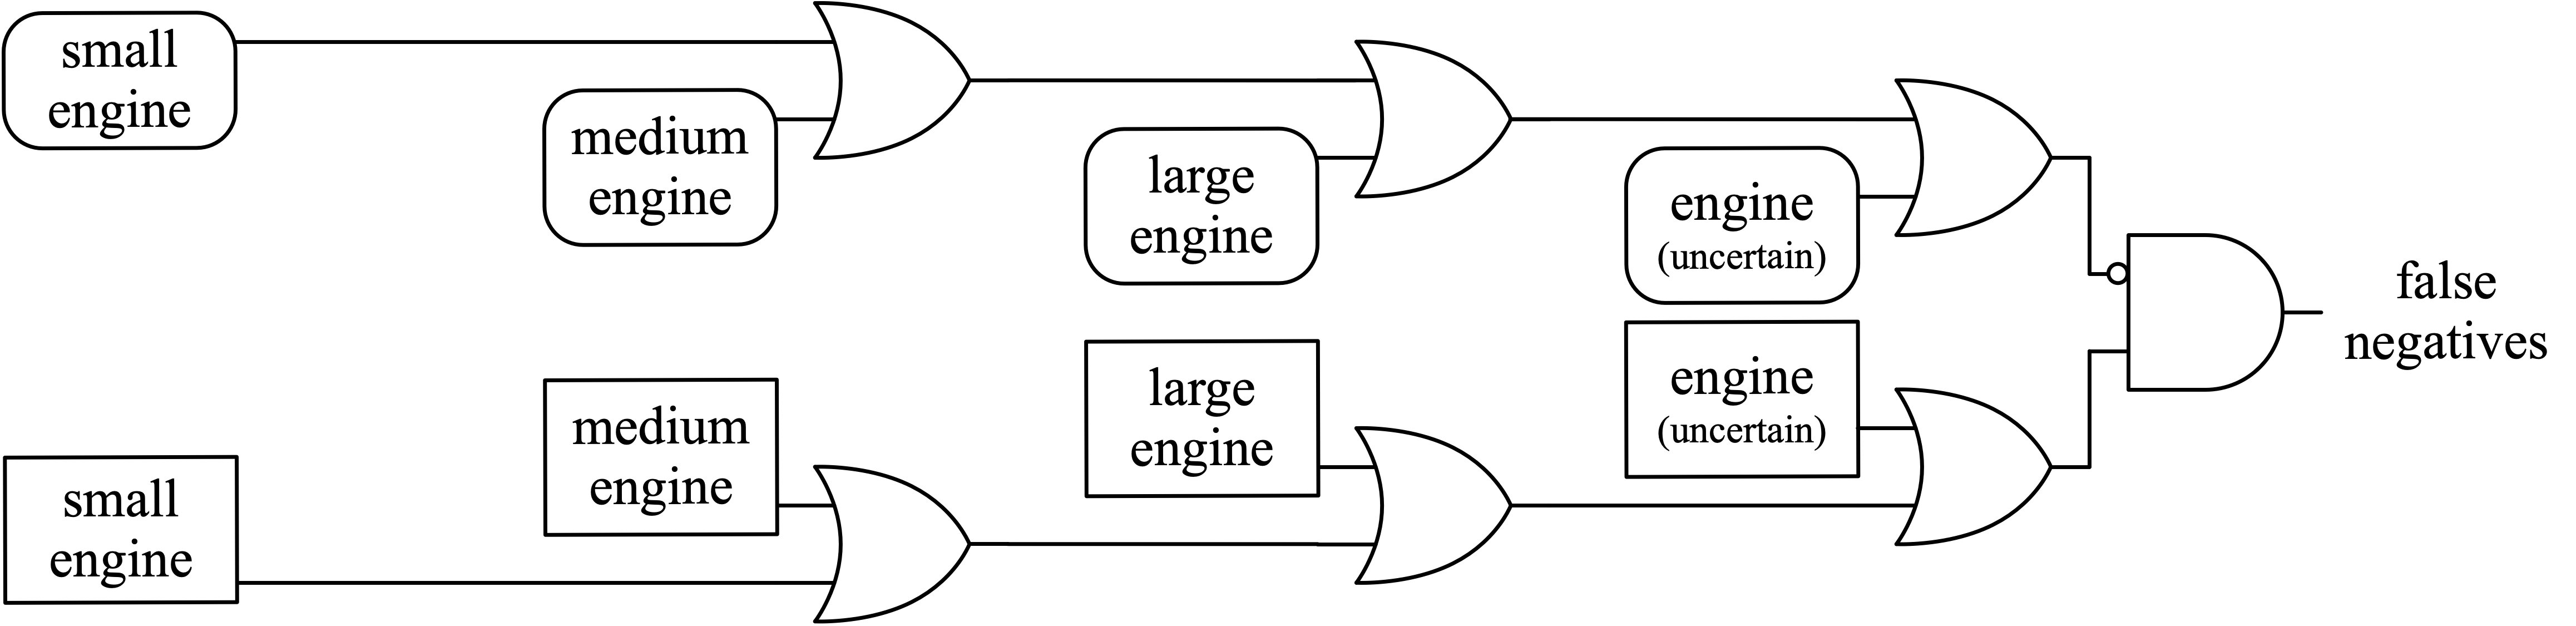 small
engine
medium
engine
large
engine
engine
(uncertain)
false
negatives
small
engine
medium
engine
large
engine
engine
(uncertain)